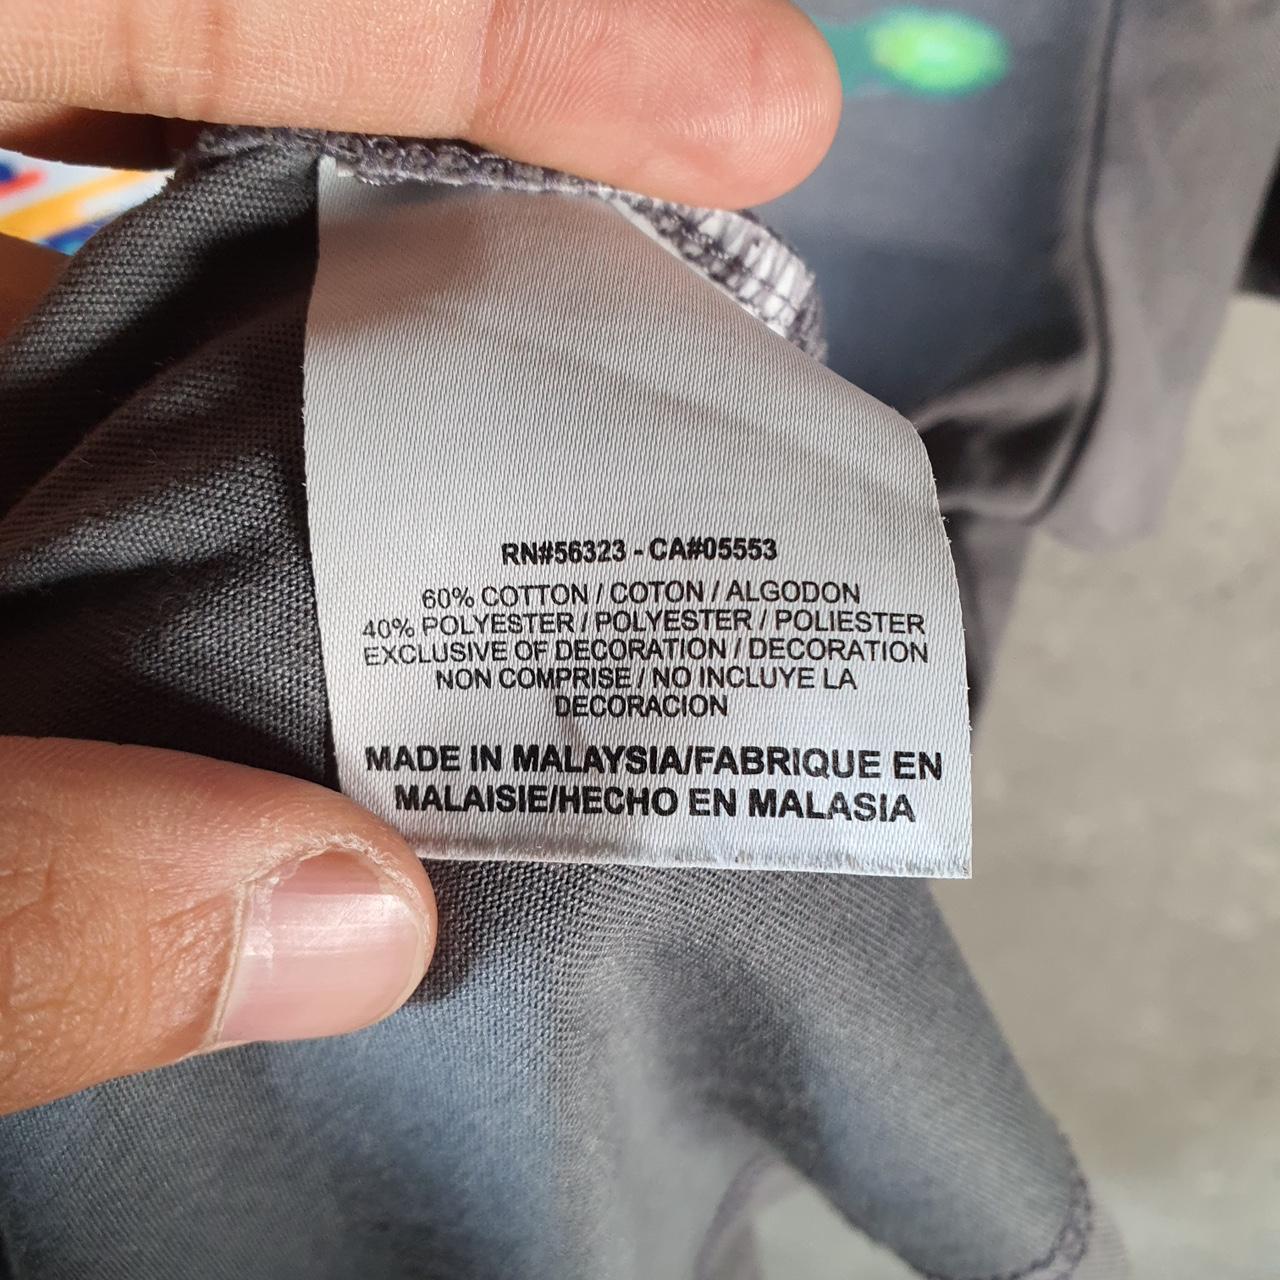 RN#56323 - CA#05553
60% COTTON / COTON / ALGODON
40% POLYESTER / POLYESTER / POLIESTER
EXCLUSIVE OF DECORATION / DECORATION
NON COMPRISE / NO INCLUYE LA
DECORACION
MADE IN MALAYSIA/FABRIQUE EN
MALAISIE/HECHO EN MALASIA